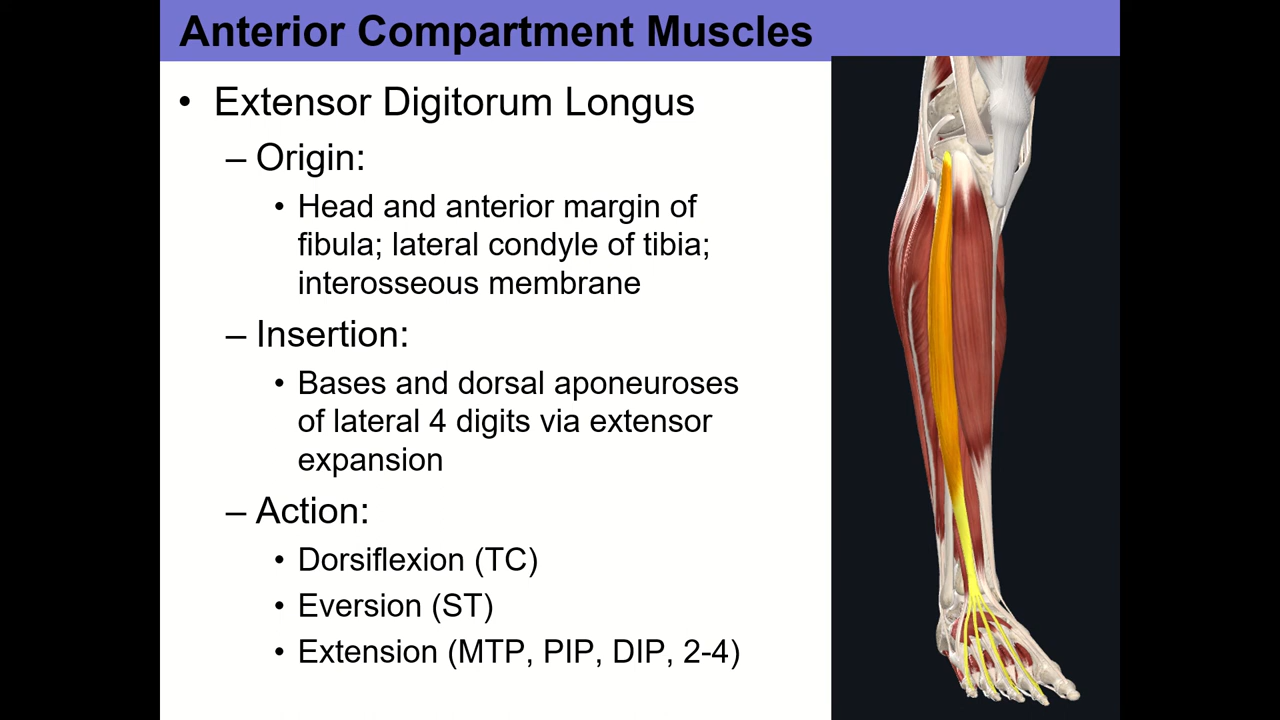 Anterior Compartment Muscles
• Extensor Digitorum Longus
– Origin:
• Head and anterior margin of
fibula; lateral condyle of tibia;
interosseous membrane
– Insertion:
• Bases and dorsal aponeuroses
of lateral 4 digits via extensor
expansion
– Action:
• Dorsiflexion (TC)
• Eversion (ST)
• Extension (MTP, PIP, DIP, 2-4)